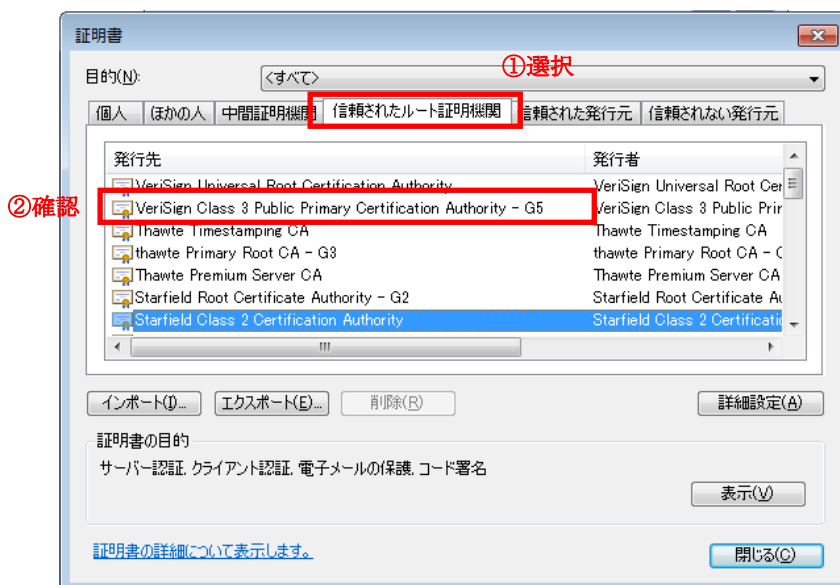 証明書
①選択
目的(N): <すべて>
個人 ほかの人 中間証明機関 信頼されたルート証明機関 信頼された発行元 信頼されない発行元
発行先 発行者
VeriSign Universal Root Certification Authority VeriSign Universal Root Cer
②確認 VeriSign Class 3 Public Primary Certification Authority - G5 VeriSign Class 3 Public Prir
Thawte Timestamping CA Thawte Timestamping CA
thawte Primary Root CA - G3 thawte Primary Root CA - G
Thawte Premium Server CA Thawte Premium Server CA
Starfield Root Certificate Authority - G2 Starfield Root Certificate Au
Starfield Class 2 Certification Authority Starfield Class 2 Certificatio
インポート(I)... エクスポート(E)... 削除(R) 詳細設定(A)
証明書の目的
サーバー認証, クライアント認証, 電子メールの保護, コード署名
表示(V)
証明書の詳細について表示します。
閉じる(C)